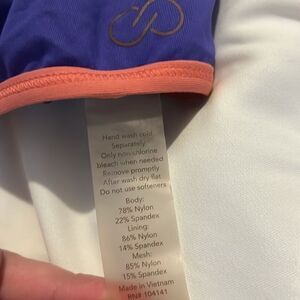 Hand wash cold
Separately
Only non-chlorine
bleach when needed
Remove promptly
After wash dry flat
Do not use softeners
Body:
78% Nylon
22% Spandex
Lining:
86% Nylon
14% Spandex
Mesh:
85% Nylon
15% Spandex
Made in Vietnam
RN# 104141